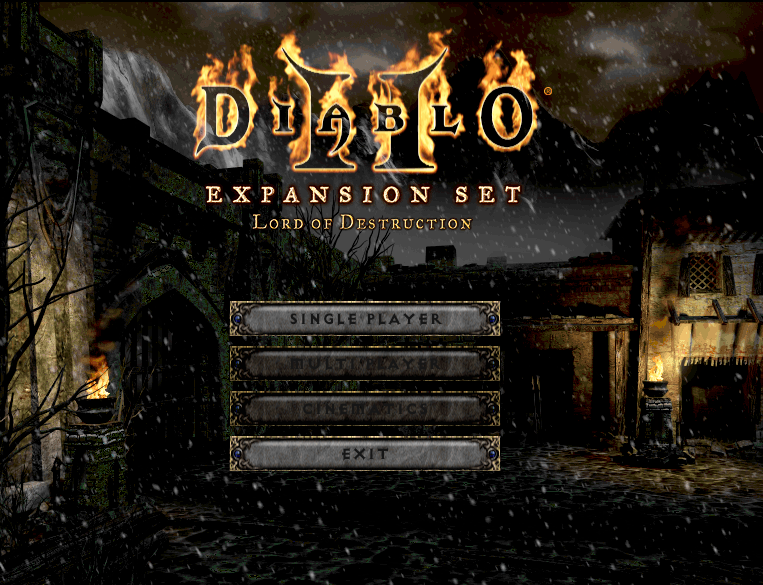 DIABLO II ®
EXPANSION SET
LORD OF DESTRUCTION
SINGLE PLAYER
MULTIPLAYER
CINEMATICS
EXIT